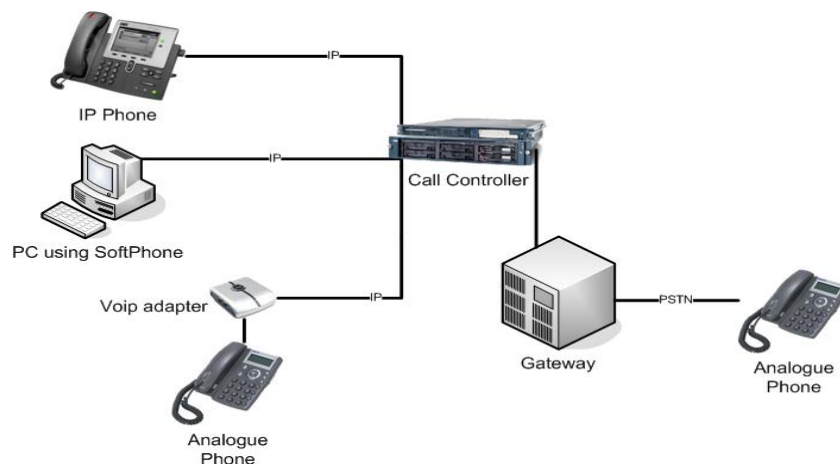 IP
IP Phone
IP
Call Controller
PC using SoftPhone
Voip adapter
IP
PSTN
Gateway
Analogue
Phone
Analogue
Phone